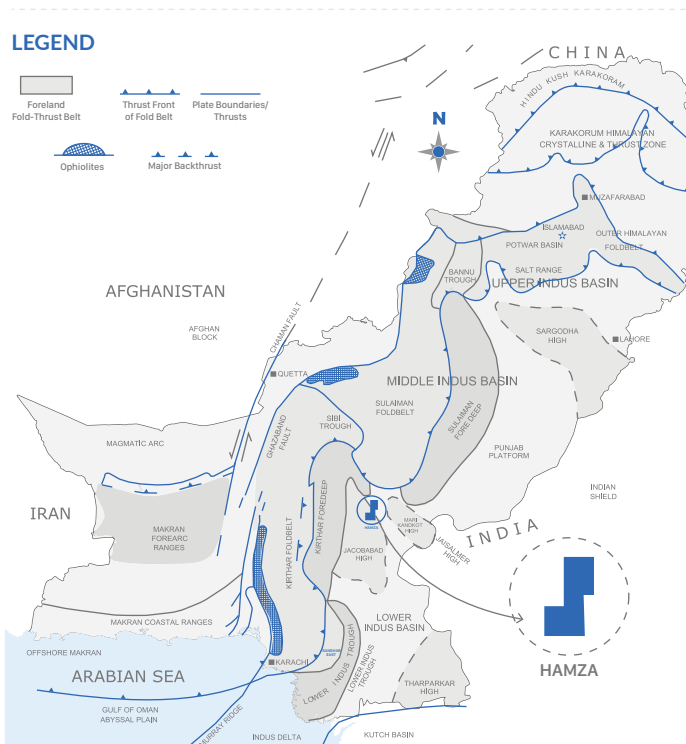 LEGEND
Foreland
Fold-Thrust Belt
Thrust Front
of Fold Belt
Plate Boundaries/
Thrusts
Ophiolites
Major Backthrust
N
CHINA
HINDU KUSH KARAKORAM
KARAKORUM HIMALAYAN
CRYSTALLINE & THRUST ZONE
MUZAFARABAD
ISLAMABAD
OUTER HIMALAYAN
FOLDBELT
POTWAR BASIN
SALT RANGE
BANNU
TROUGH
UPPER INDUS BASIN
AFGHANISTAN
AFGHAN
BLOCK
CHAMAN FAULT
SARGODHA
HIGH
LAHORE
QUETTA
MIDDLE INDUS BASIN
SULAIMAN
FOLDBELT
SULAIMAN
FORE DEEP
SIBI
TROUGH
GHAZABAND
FAULT
MAGMATIC ARC
PUNJAB
PLATFORM
INDIAN
SHIELD
IRAN
MAKRAN
FOREARC
RANGES
KIRTHAR FOLDBELT
KIRTHAR FOREDEEP
HAMZA
MARI
KANDKOT
HIGH
INDIA
JAISALMER
HIGH
JACOBABAD
HIGH
MAKRAN COASTAL RANGES
LOWER
INDUS BASIN
OFFSHORE MAKRAN
KARACHI
LOWER INDUS TROUGH
LOWER INDUS
TROUGH
THARPARKAR
HIGH
HAMZA
ARABIAN SEA
GULF OF OMAN
ABYSSAL PLAIN
MURRAY RIDGE
INDUS DELTA
KUTCH BASIN